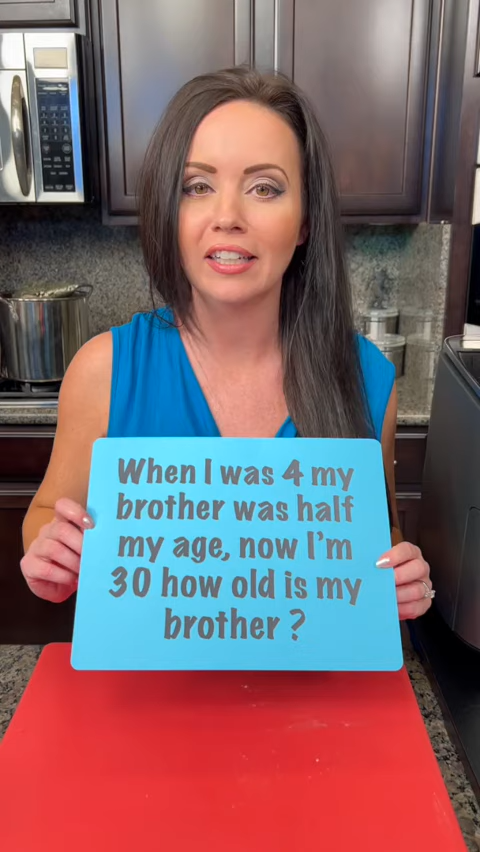 When I was 4 my
brother was half
my age, now I'm
30 how old is my
brother ?